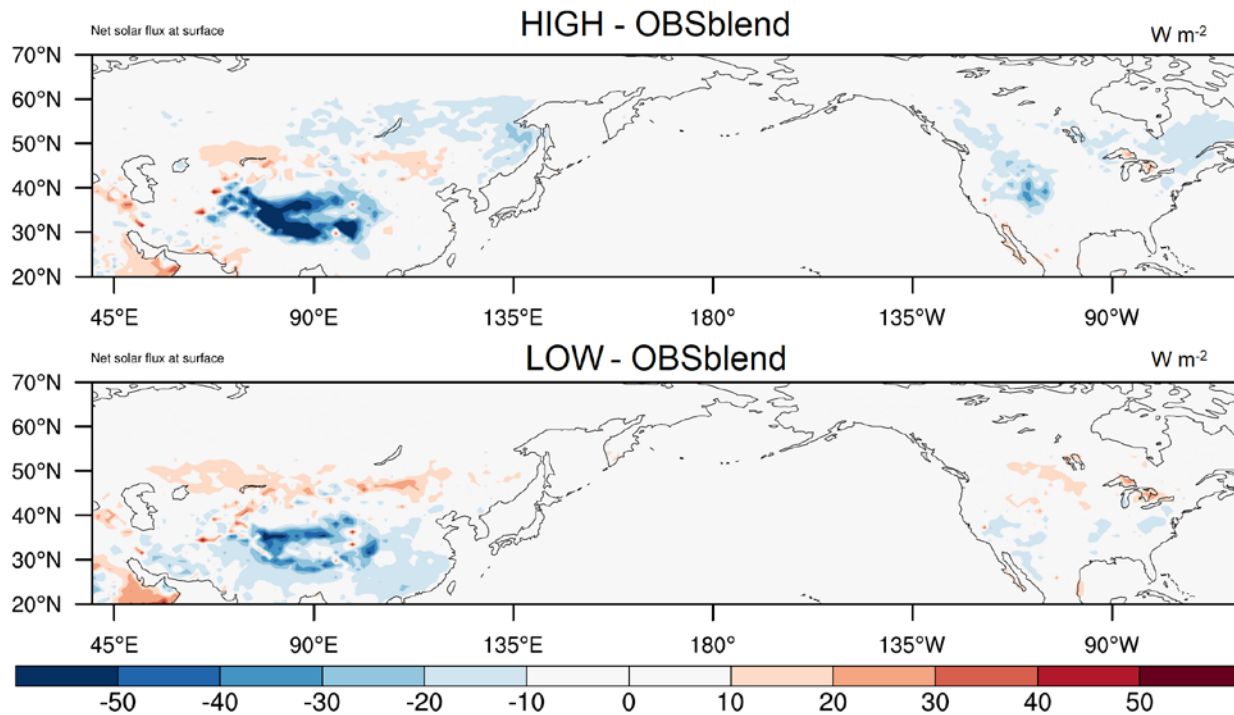 Net solar flux at surface HIGH - OBSblend W m-2
70°N
60°N
50°N
40°N
30°N
20°N
45°E 90°E 135°E 180° 135°W 90°W
Net solar flux at surface LOW - OBSblend W m-2
70°N
60°N
50°N
40°N
30°N
20°N
45°E 90°E 135°E 180° 135°W 90°W
-50 -40 -30 -20 -10 0 10 20 30 40 50